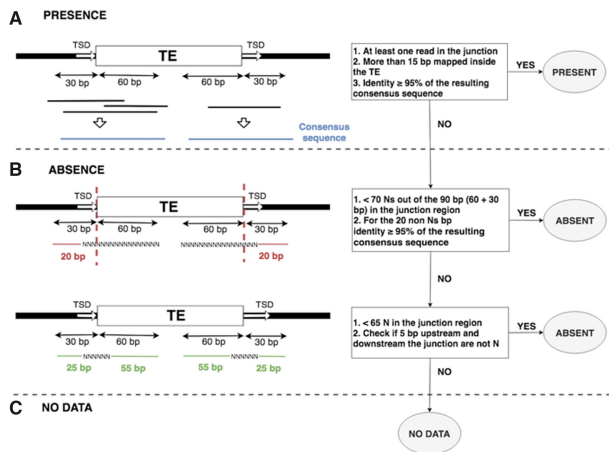 A PRESENCE
TSD TE TSD
30 bp 60 bp 60 bp 30 bp
Consensus
sequence
1. At least one read in the junction
2. More than 15 bp mapped inside
the TE
3. Identity ≥ 95% of the resulting
consensus sequence
YES
PRESENT
NO
B ABSENCE
TSD TE TSD
30 bp 60 bp 60 bp 30 bp
20 bp 20 bp
1. < 70 Ns out of the 90 bp (60 + 30
bp) in the junction region
2. For the 20 non Ns bp
identity ≥ 95% of the resulting
consensus sequence
YES
ABSENT
NO
TSD TE TSD
30 bp 60 bp 60 bp 30 bp
NNNNNN NNNNNN
25 bp 55 bp 55 bp 25 bp
1. < 65 N in the junction region
2. Check if 5 bp upstream and
downstream the junction are not N
YES
ABSENT
NO
C NO DATA
NO DATA